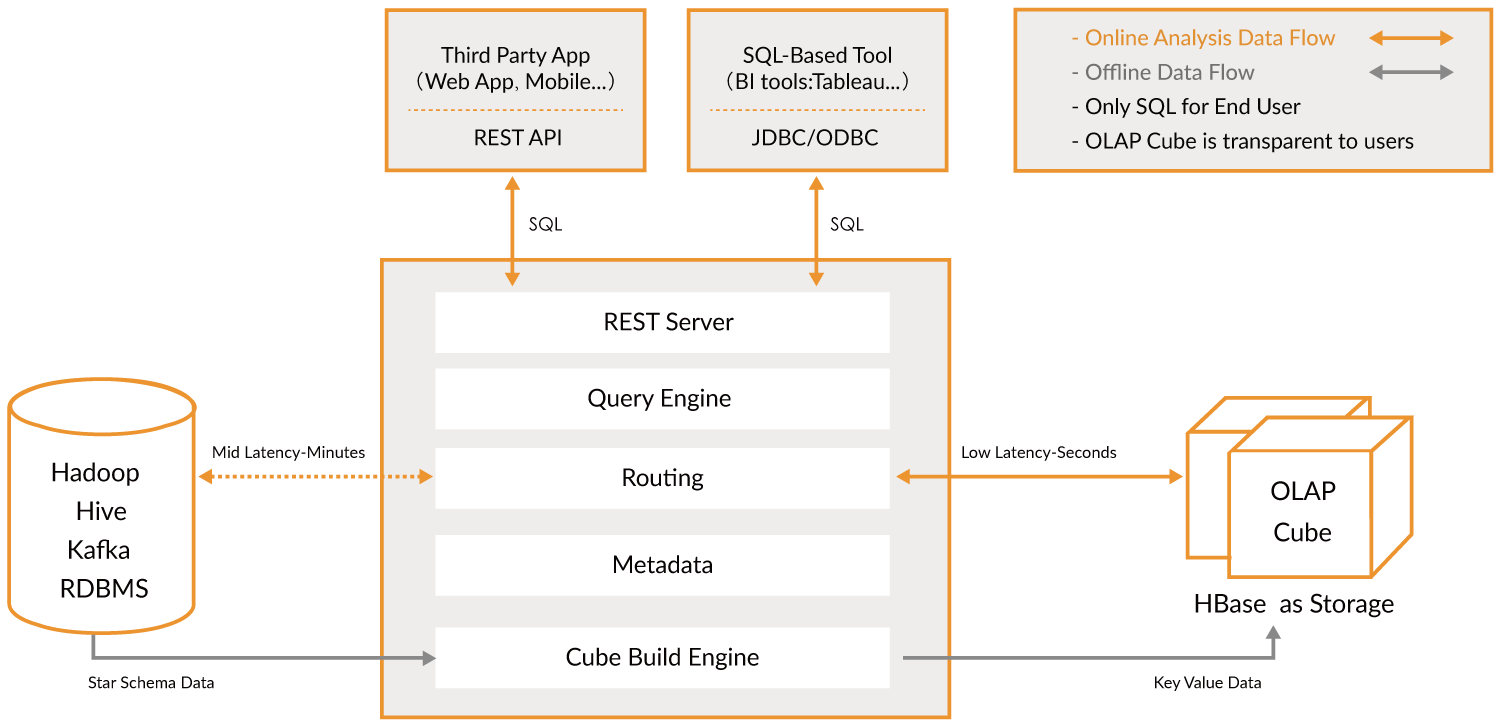 Third Party App
（Web App, Mobile...）
REST API
SQL-Based Tool
（BI tools:Tableau...）
JDBC/ODBC
- Online Analysis Data Flow
- Offline Data Flow
- Only SQL for End User
- OLAP Cube is transparent to users
SQL
SQL
REST Server
Query Engine
Routing
Metadata
Cube Build Engine
Hadoop
Hive
Kafka
RDBMS
Mid Latency-Minutes
Low Latency-Seconds
OLAP
Cube
HBase as Storage
Star Schema Data
Key Value Data